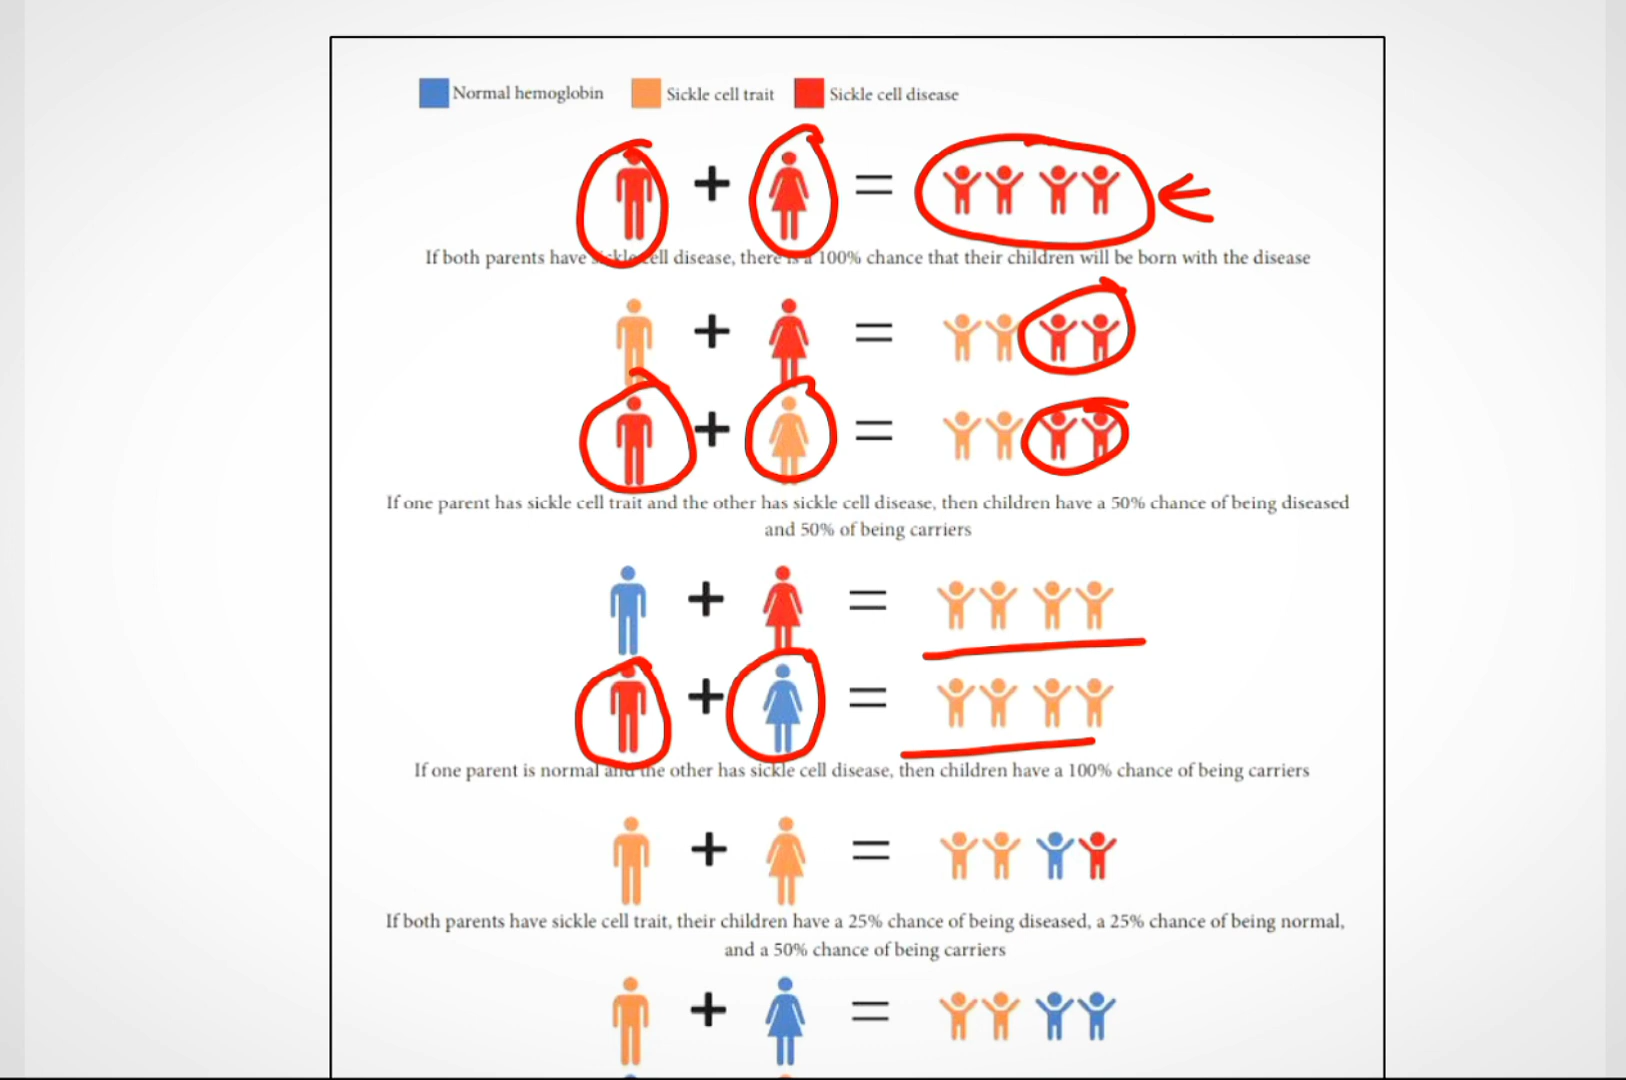 Normal hemoglobin Sickle cell trait Sickle cell disease
If both parents have sickle cell disease, there is a 100% chance that their children will be born with the disease
If one parent has sickle cell trait and the other has sickle cell disease, then children have a 50% chance of being diseased
and 50% of being carriers
If one parent is normal and the other has sickle cell disease, then children have a 100% chance of being carriers
If both parents have sickle cell trait, their children have a 25% chance of being diseased, a 25% chance of being normal,
and a 50% chance of being carriers